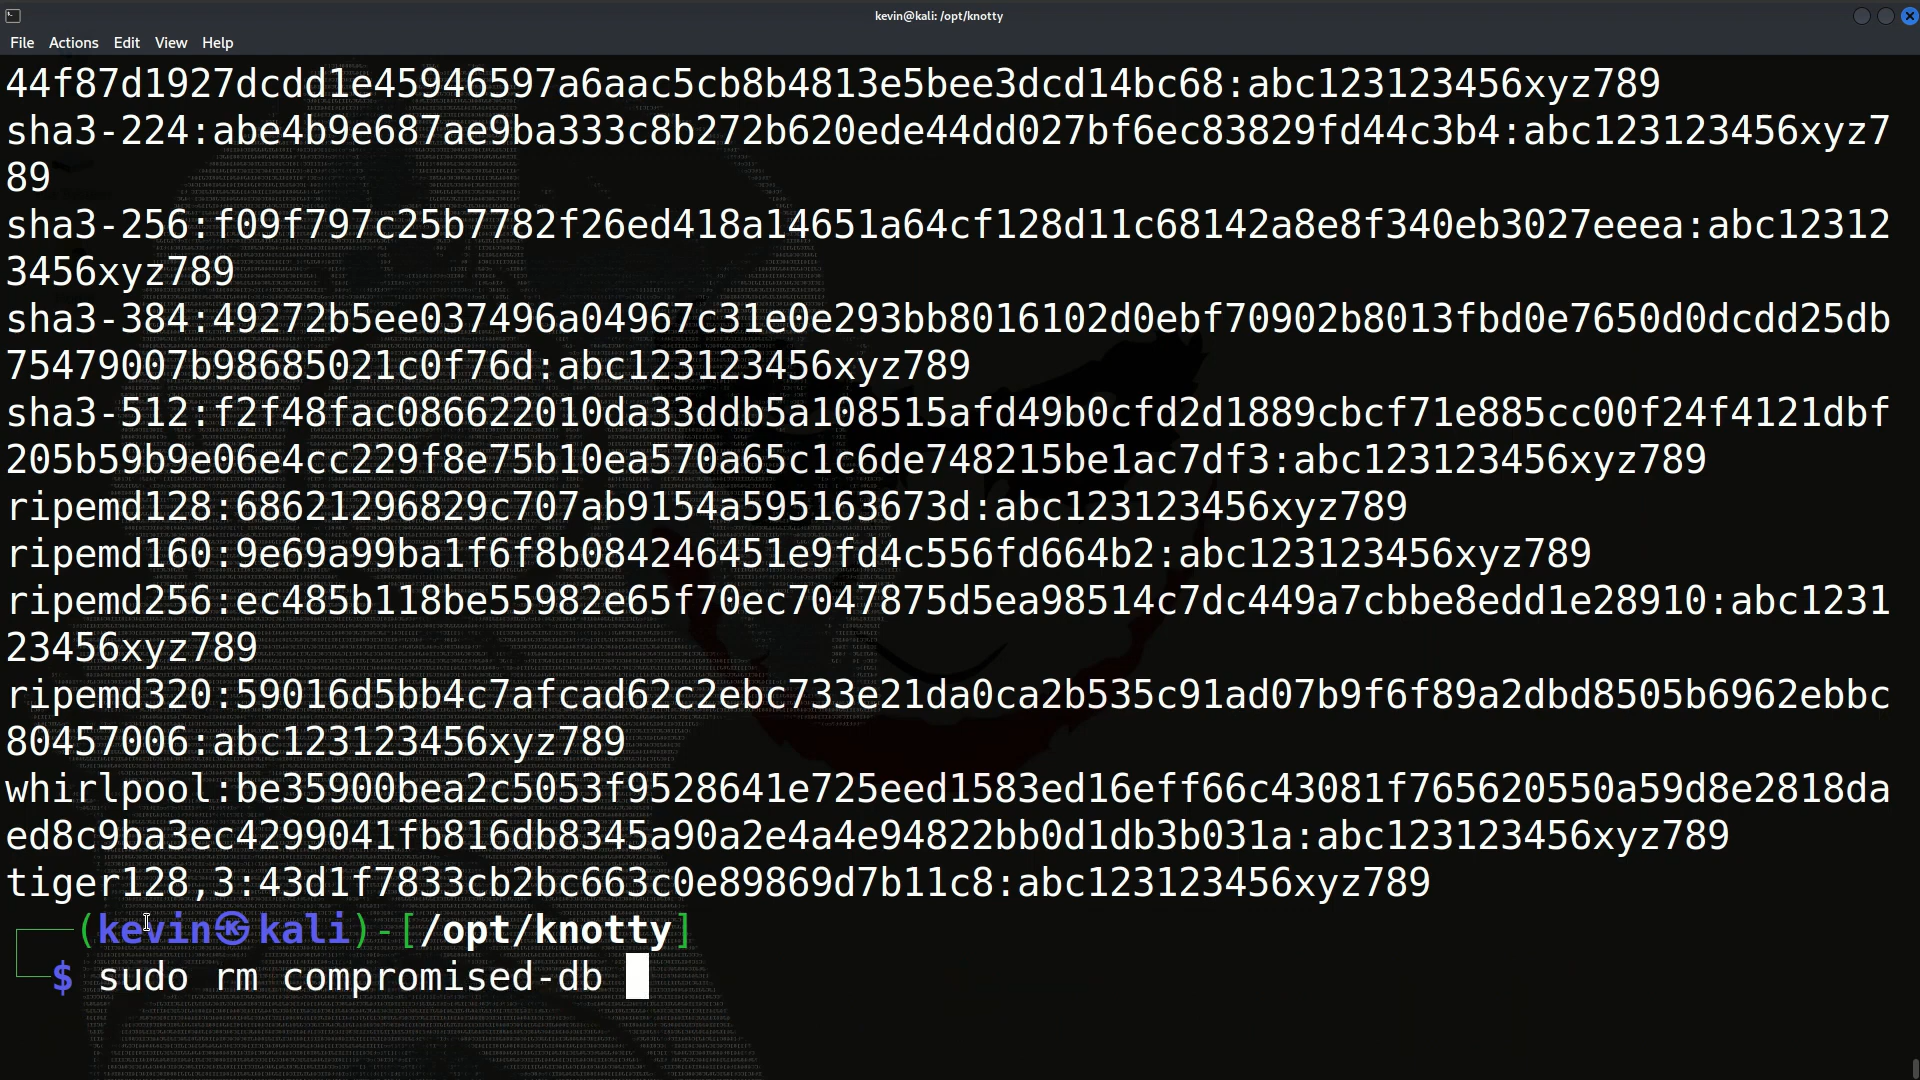 kevin@kali: /opt/knotty
File Actions Edit View Help
44f87d1927dcdd1e45946597a6aac5cb8b4813e5bee3dcd14bc68:abc123123456xyz789
sha3-224:abe4b9e687ae9ba333c8b272b620ede44dd027bf6ec83829fd44c3b4:abc123123456xyz7
89
sha3-256:f09f797c25b7782f26ed418a14651a64cf128d11c68142a8e8f340eb3027eeea:abc12312
3456xyz789
sha3-384:49272b5ee037496a04967c31e0e293bb8016102d0ebf70902b8013fbd0e7650d0dcdd25db
75479007b98685021c0f76d:abc123123456xyz789
sha3-512:f2f48fac086622010da33ddb5a108515afd49b0cfd2d1889cbcf71e885cc00f24f4121dbf
205b59b9e06e4cc229f8e75b10ea570a65c1c6de748215be1ac7df3:abc123123456xyz789
ripemd128:68621296829c707ab9154a595163673d:abc123123456xyz789
ripemd160:9e69a99ba1f6f8b084246451e9fd4c556fd664b2:abc123123456xyz789
ripemd256:ec485b118be55982e65f70ec7047875d5ea98514c7dc449a7cbbe8edd1e28910:abc1231
23456xyz789
ripemd320:59016d5bb4c7afcad62c2ebc733e21da0ca2b535c91ad07b9f6f89a2dbd8505b6962ebbc
80457006:abc123123456xyz789
whirlpool:be35900bea2c5053f9528641e725eed1583ed16eff66c43081f765620550a59d8e2818da
ed8c9ba3ec4299041fb816db8345a90a2e4a4e94822bb0d1db3b031a:abc123123456xyz789
tiger128,3:43d1f7833cb2bc663c0e89869d7b11c8:abc123123456xyz789
(kevin㉿kali)-[/opt/knotty]
$ sudo rm compromised-db